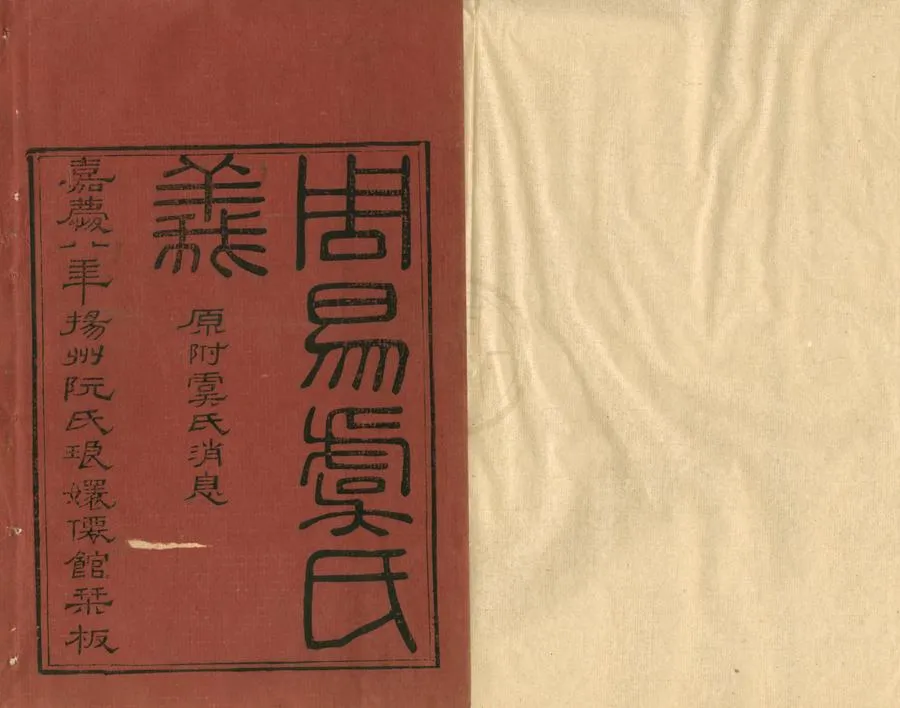 周易虞氏
義
原附虞氏消息
嘉慶八年揚州阮氏琅嬛僊館栞板